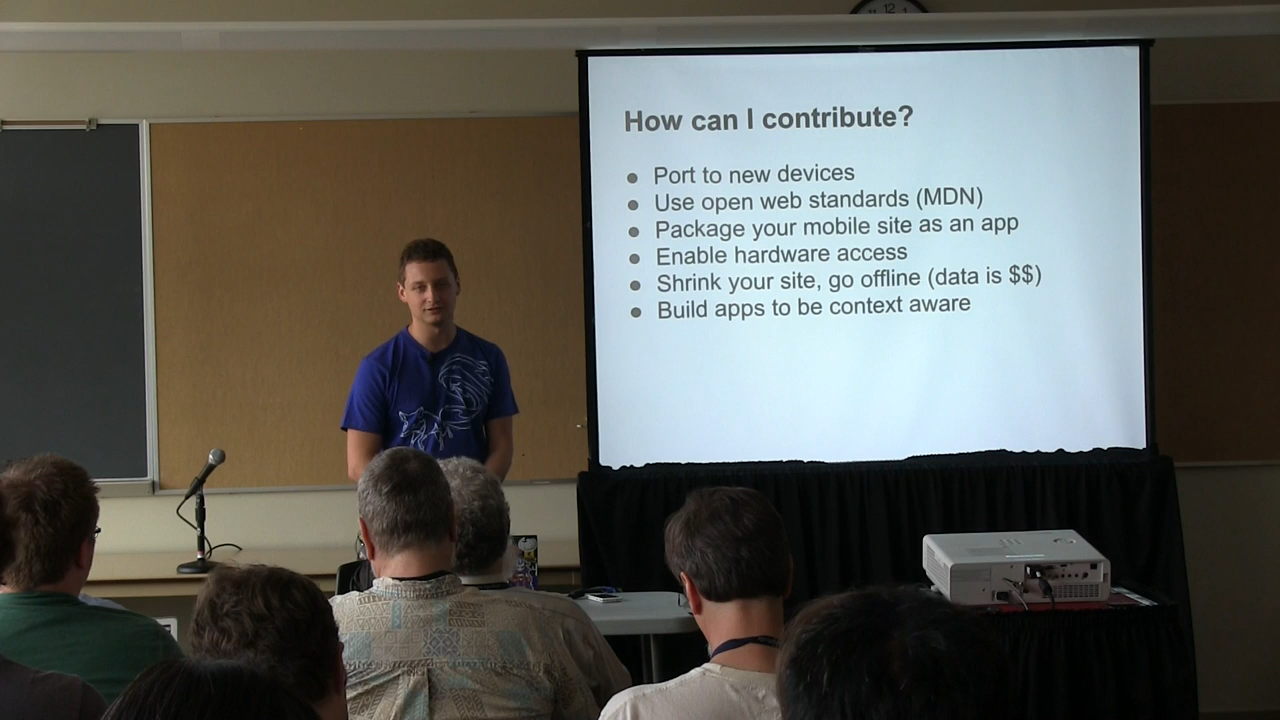 12
How can I contribute?
Port to new devices
Use open web standards (MDN)
Package your mobile site as an app
Enable hardware access
Shrink your site, go offline (data is $$)
Build apps to be context aware